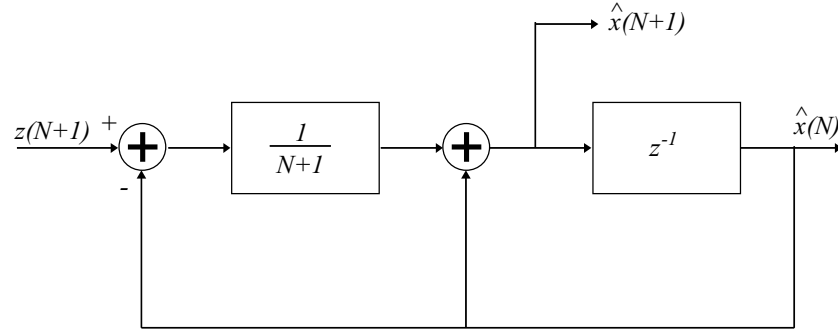 x̂(N+1)
z(N+1) +
-
1
N+1
z⁻¹
x̂(N)